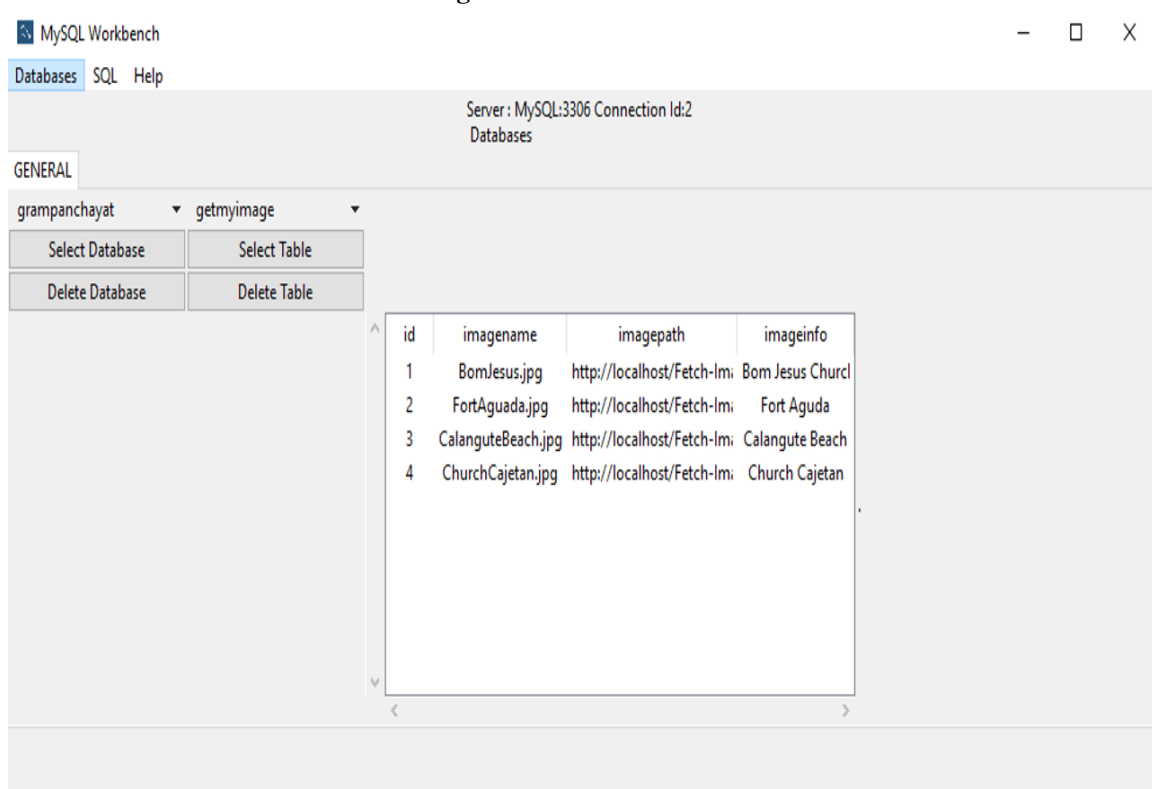 g
MySQL Workbench
Databases SQL Help
Server : MySQL:3306 Connection Id:2
Databases
GENERAL
grampanchayat getmyimage
Select Database Select Table
Delete Database Delete Table
id imagename imagepath imageinfo
1 BomJesus.jpg http://localhost/Fetch-Im Bom Jesus Churc
2 FortAguada.jpg http://localhost/Fetch-Im Fort Aguda
3 CalanguteBeach.jpg http://localhost/Fetch-Im Calangute Beach
4 ChurchCajetan.jpg http://localhost/Fetch-Im Church Cajetan
.